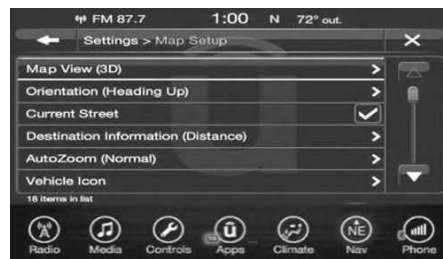 FM 87.7 1:00 N 72° out.
Settings > Map Setup
Map View (3D) >
Orientation (Heading Up) >
Current Street
Destination Information (Distance) >
AutoZoom (Normal) >
Vehicle Icon >
18 items in list
û
NE
Radio Media Controls Apps Climate Nav Phone